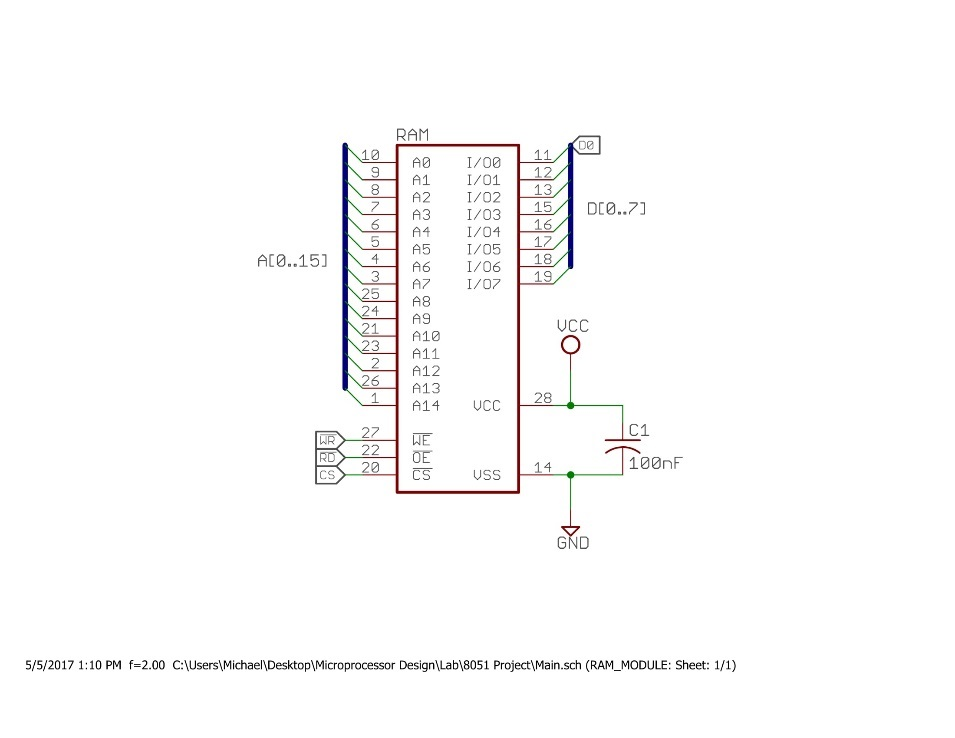 RAM
10 A0 I/O0 11 D0
9 A1 I/O1 12
8 A2 I/O2 13
7 A3 I/O3 15 D[0..7]
6 A4 I/O4 16
5 A5 I/O5 17
A[0..15] 4 A6 I/O6 18
3 A7 I/O7 19
25 A8
24 A9
21 A10 VCC
23 A11
2 A12
26 A13
1 A14 VCC 28
WR 27 WE C1
RD 22 OE 100nF
CS 20 CS VSS 14
GND
5/5/2017 1:10 PM f=2.00 C:\Users\Michael\Desktop\Microprocessor Design\Lab\8051 Project\Main.sch (RAM_MODULE: Sheet: 1/1)